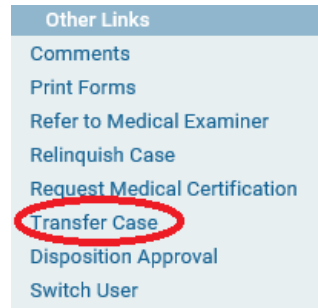 Other Links
Comments
Print Forms
Refer to Medical Examiner
Relinquish Case
Request Medical Certification
Transfer Case
Disposition Approval
Switch User